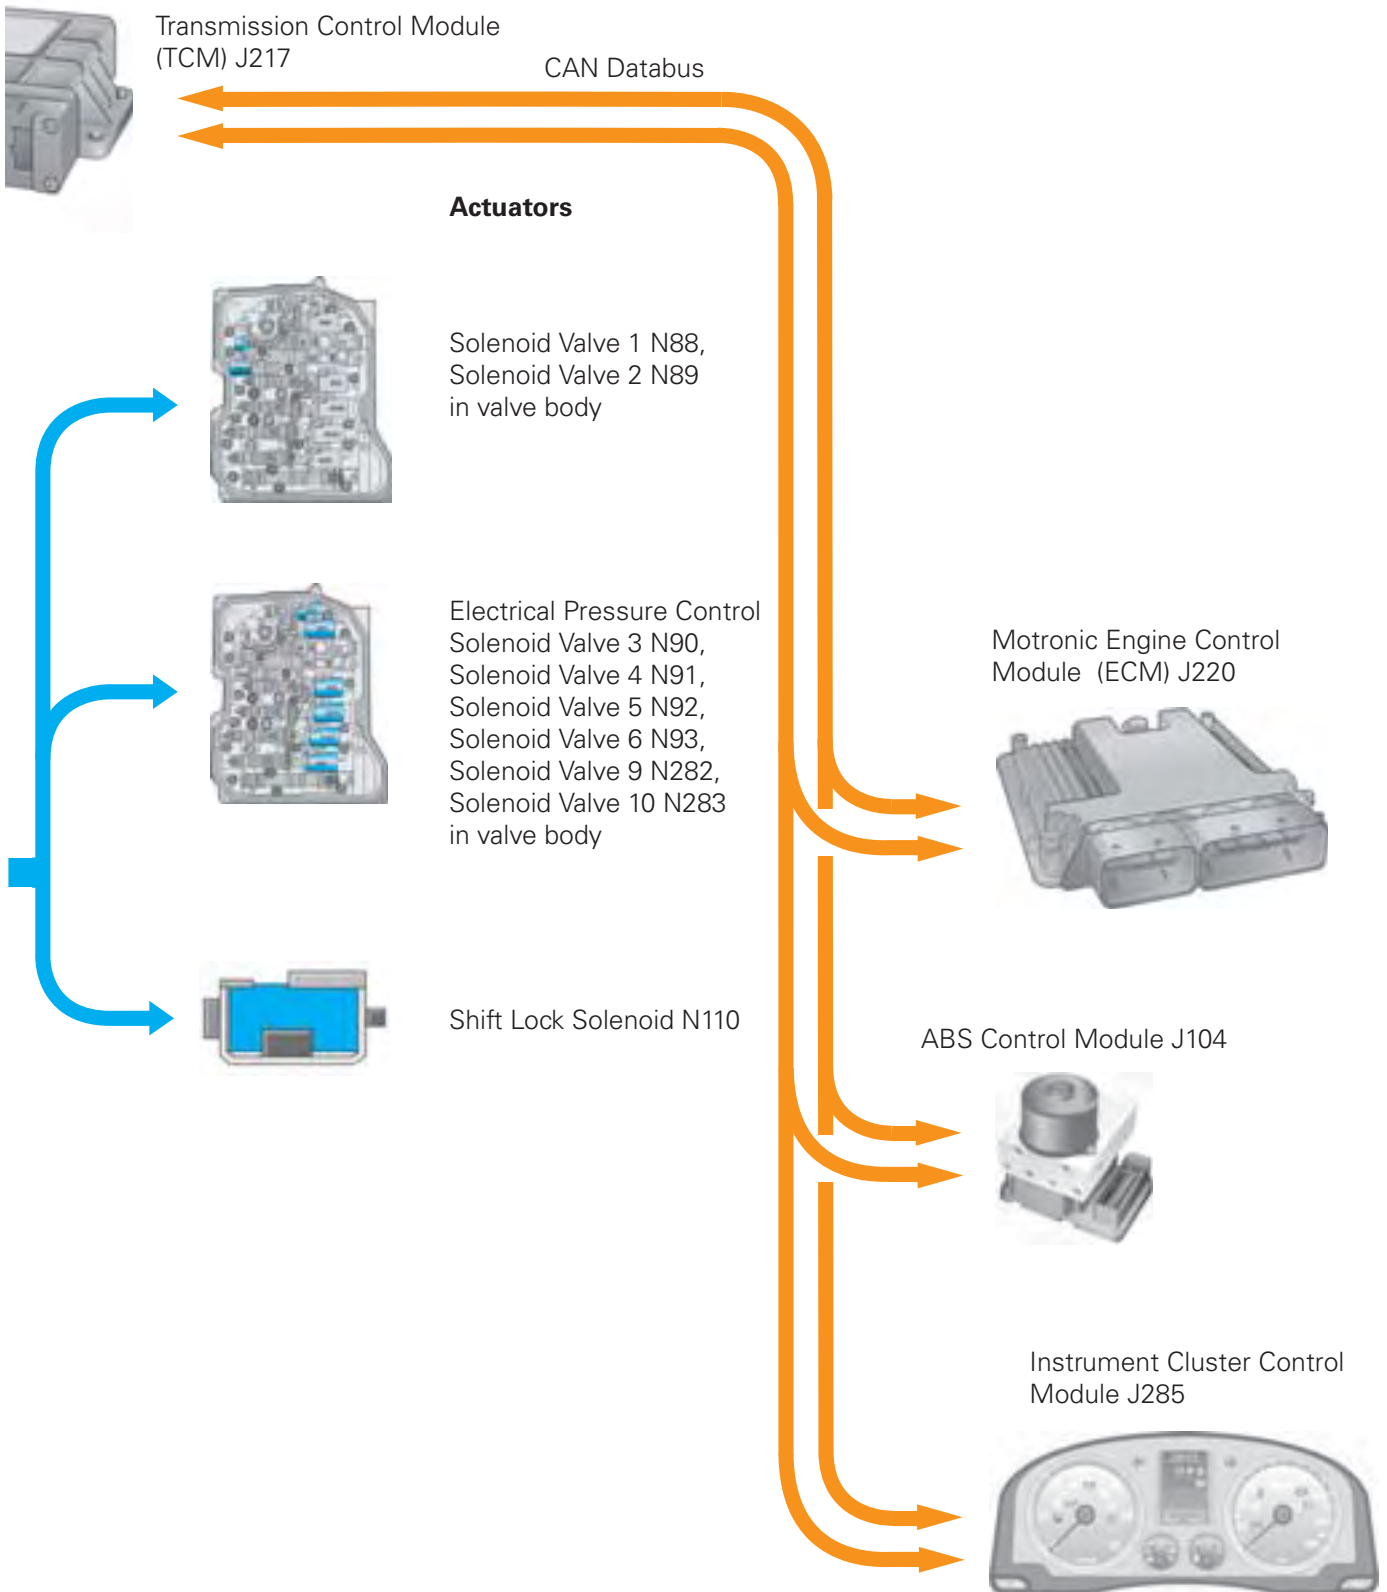 Transmission Control Module
(TCM) J217
CAN Databus
Actuators
Solenoid Valve 1 N88,
Solenoid Valve 2 N89
in valve body
Electrical Pressure Control
Solenoid Valve 3 N90,
Solenoid Valve 4 N91,
Solenoid Valve 5 N92,
Solenoid Valve 6 N93,
Solenoid Valve 9 N282,
Solenoid Valve 10 N283
in valve body
Motronic Engine Control
Module (ECM) J220
Shift Lock Solenoid N110
ABS Control Module J104
Instrument Cluster Control
Module J285